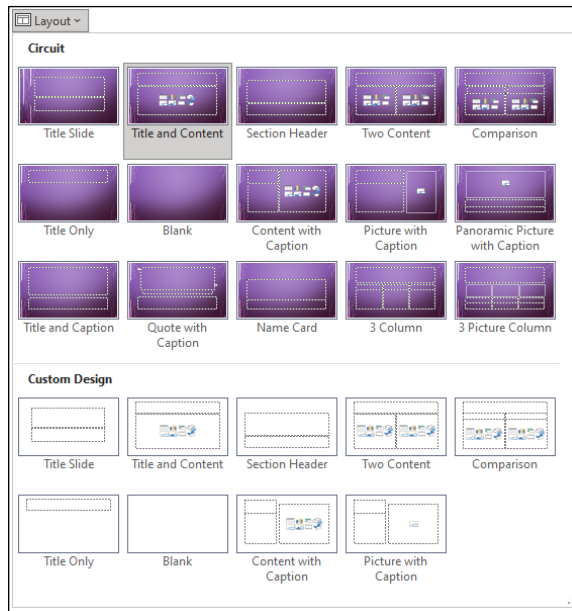 Layout
Circuit
Title Slide
Title and Content
Section Header
Two Content
Comparison
Title Only
Blank
Content with
Caption
Picture with
Caption
Panoramic Picture
with Caption
Title and Caption
Quote with
Caption
Name Card
3 Column
3 Picture Column
Custom Design
Title Slide
Title and Content
Section Header
Two Content
Comparison
Title Only
Blank
Content with
Caption
Picture with
Caption